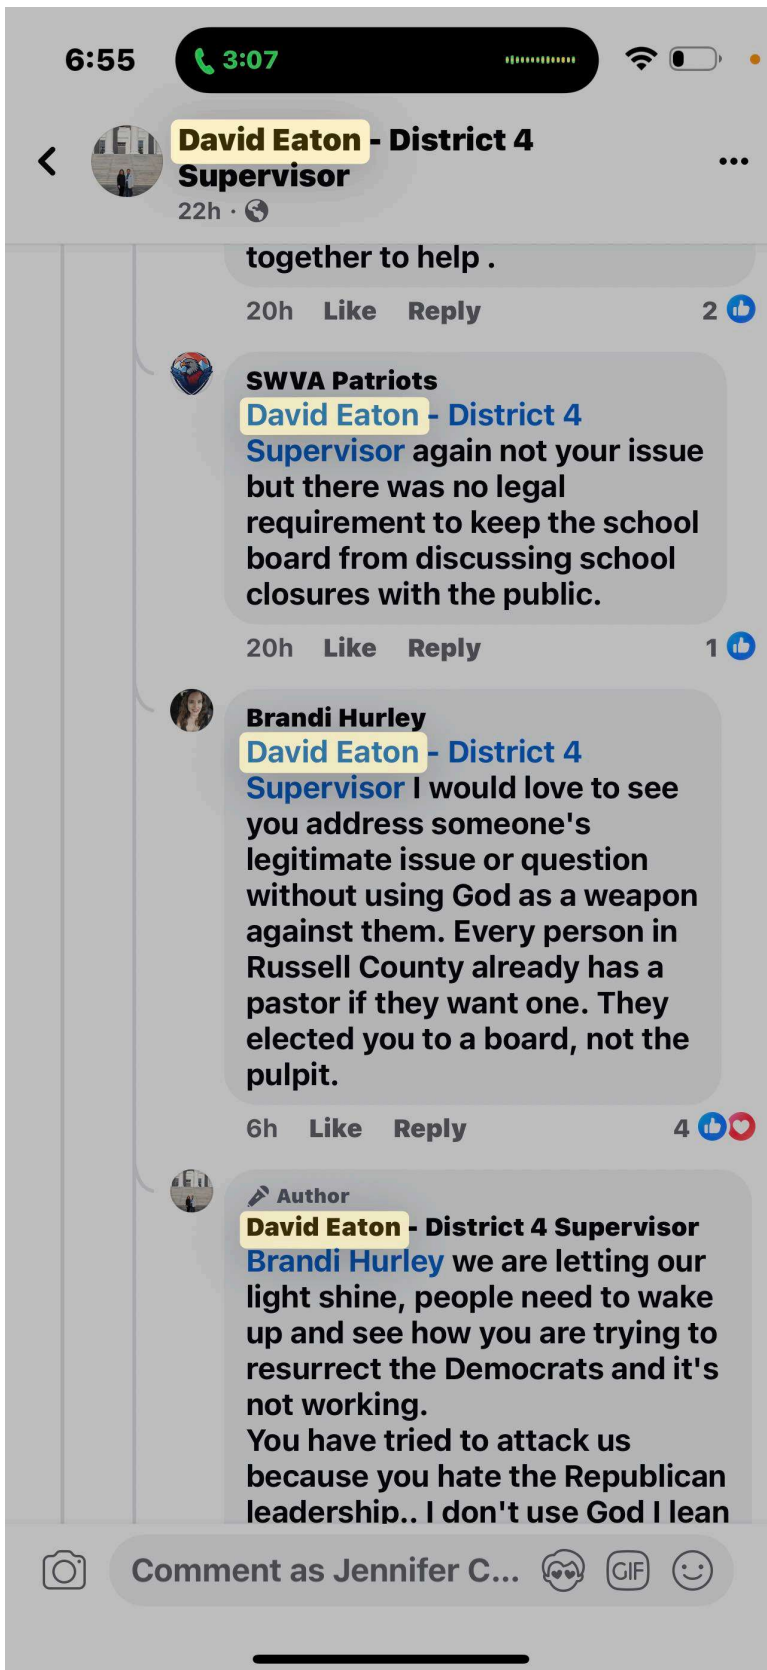 6:55
3:07
David Eaton - District 4
Supervisor
22h ·
together to help .
20h Like Reply 2
SWVA Patriots
David Eaton - District 4
Supervisor again not your issue
but there was no legal
requirement to keep the school
board from discussing school
closures with the public.
20h Like Reply 1
Brandi Hurley
David Eaton - District 4
Supervisor I would love to see
you address someone's
legitimate issue or question
without using God as a weapon
against them. Every person in
Russell County already has a
pastor if they want one. They
elected you to a board, not the
pulpit.
6h Like Reply 4
Author
David Eaton - District 4 Supervisor
Brandi Hurley we are letting our
light shine, people need to wake
up and see how you are trying to
resurrect the Democrats and it's
not working.
You have tried to attack us
because you hate the Republican
leadership.. I don't use God I lean
Comment as Jennifer C...
GIF